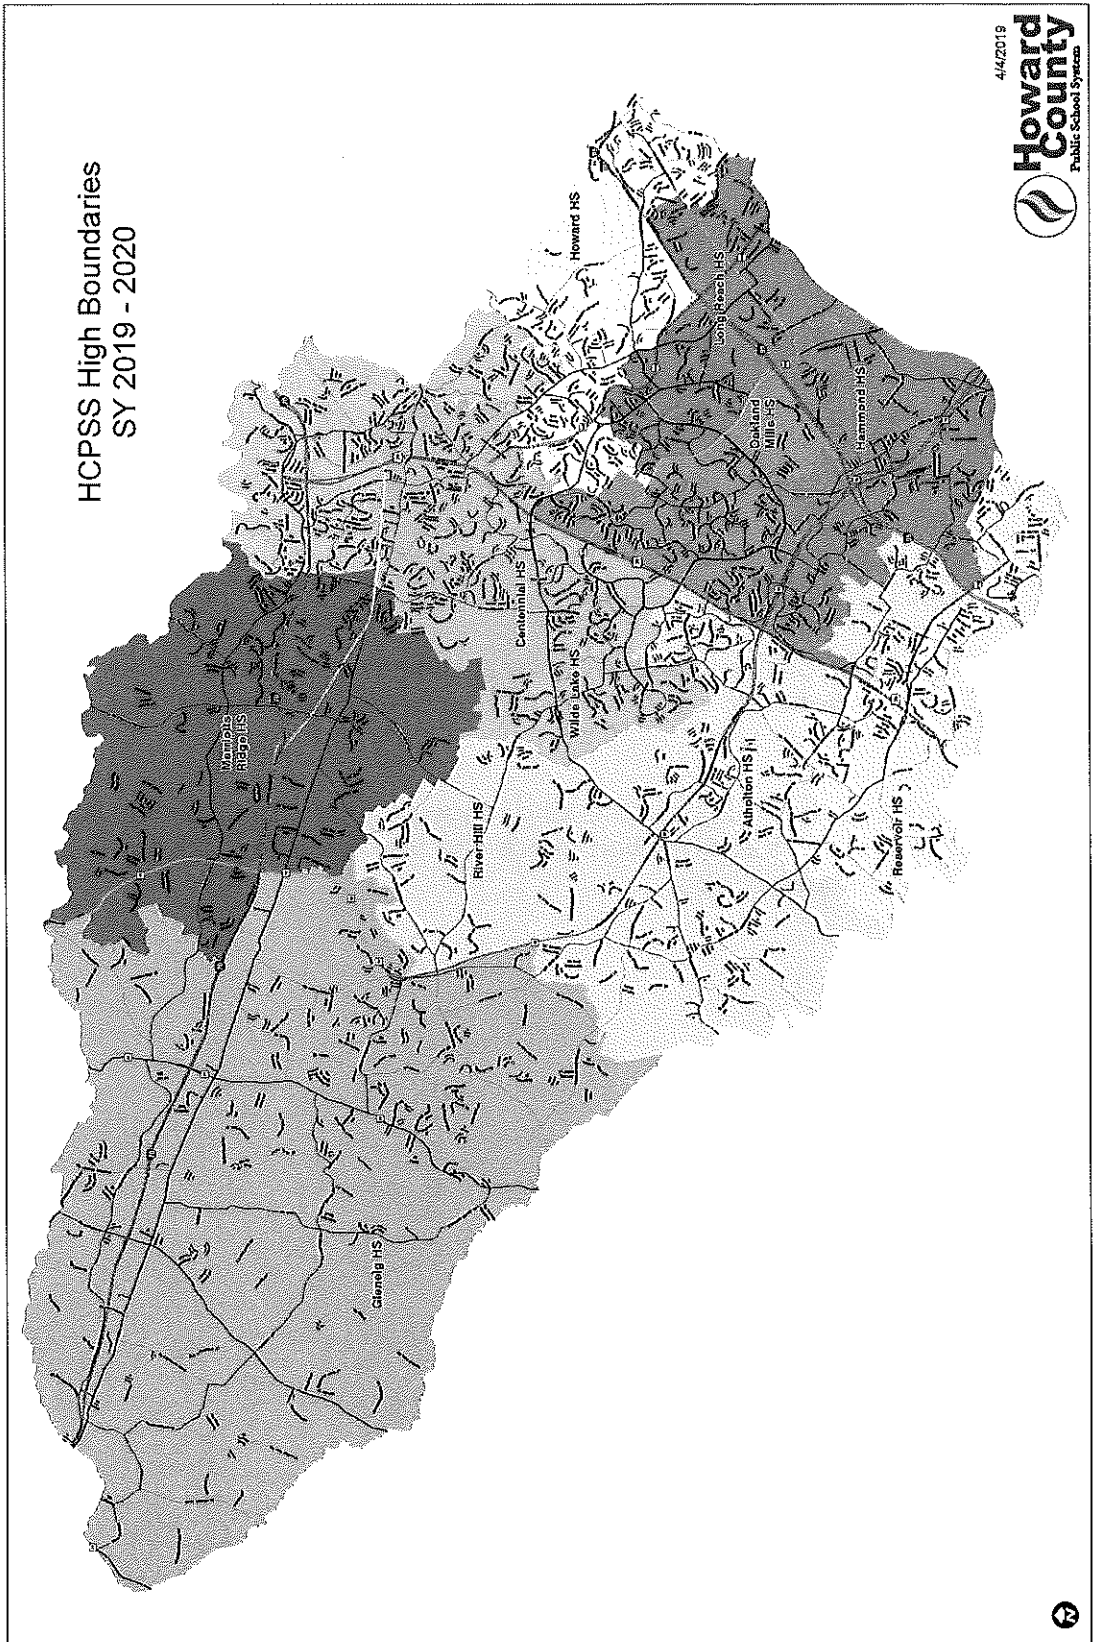 HCPSS High Boundaries
SY 2019 - 2020
Marriotts
Ridge HS
Howard HS
Centennial HS
Wilde Lake HS
River Hill HS
Glenelg HS
Long Reach HS
Oakland
Mills HS
Hammond HS
Atholton HS
Reservoir HS
N
4/4/2019
Howard
County
Public School System